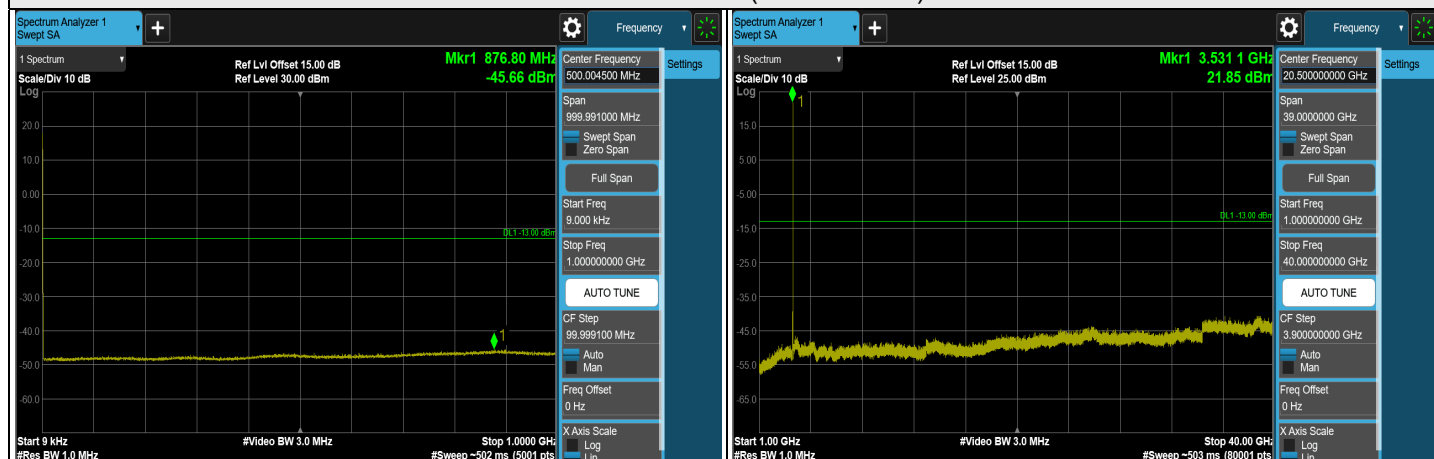 Spectrum Analyzer 1
Swept SA
+
Frequency
1 Spectrum
Scale/Div 10 dB
Log
Ref Lvl Offset 15.00 dB
Ref Level 30.00 dBm
Mkr1 876.80 MHz
-45.66 dBm
20.0
10.0
0.00
-10.0
-20.0
-30.0
-40.0
-50.0
-60.0
DL1 -13.00 dBm
1
Start 9 kHz
#Res BW 1.0 MHz
#Video BW 3.0 MHz
Stop 1.0000 GHz
#Sweep ~502 ms (5001 pts
Center Frequency
500.004500 MHz
Settings
Span
999.991000 MHz
Swept Span
Zero Span
Full Span
Start Freq
9.000 kHz
Stop Freq
1.000000000 GHz
AUTO TUNE
CF Step
99.999100 MHz
Auto
Man
Freq Offset
0 Hz
X Axis Scale
Log
Lin
Spectrum Analyzer 1
Swept SA
+
Frequency
1 Spectrum
Scale/Div 10 dB
Log
Ref Lvl Offset 15.00 dB
Ref Level 25.00 dBm
Mkr1 3.531 1 GHz
21.85 dBm
1
15.0
5.00
-5.00
-15.0
-25.0
-35.0
-45.0
-55.0
-65.0
DL1 -13.00 dBm
Start 1.00 GHz
#Res BW 1.0 MHz
#Video BW 3.0 MHz
Stop 40.00 GHz
#Sweep ~503 ms (80001 pts
Center Frequency
20.500000000 GHz
Settings
Span
39.0000000 GHz
Swept Span
Zero Span
Full Span
Start Freq
1.000000000 GHz
Stop Freq
40.000000000 GHz
AUTO TUNE
CF Step
3.900000000 GHz
Auto
Man
Freq Offset
0 Hz
X Axis Scale
Log
Lin